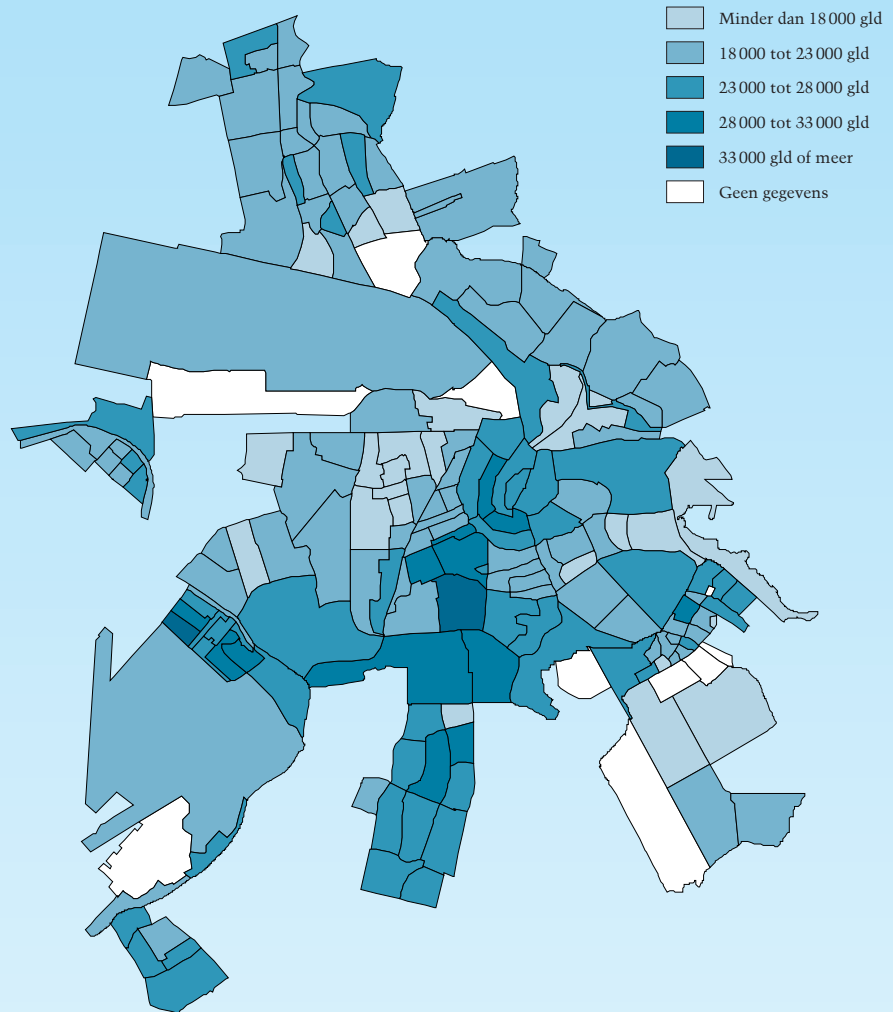 Minder dan 18 000 gld
18 000 tot 23 000 gld
23 000 tot 28 000 gld
28 000 tot 33 000 gld
33 000 gld of meer
Geen gegevens